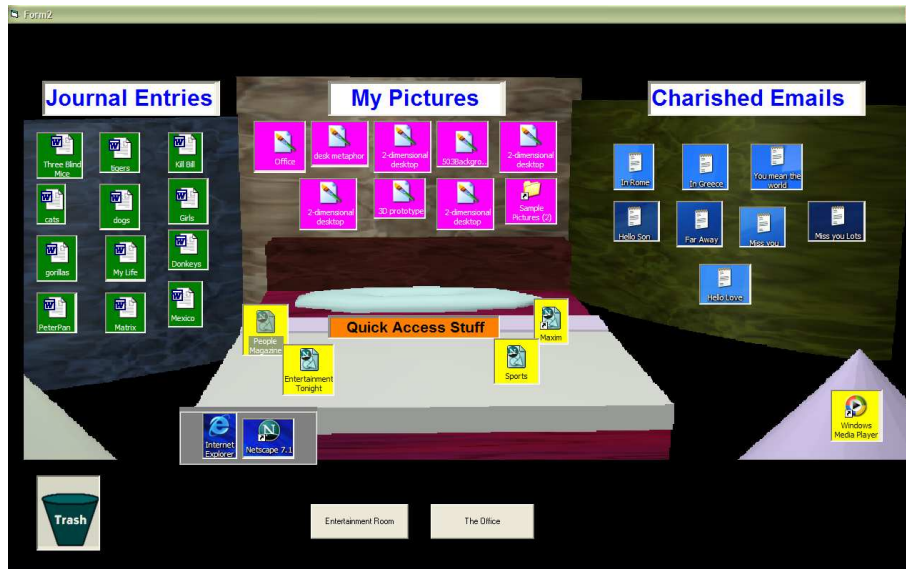 Form2
Journal Entries
My Pictures
Charished Emails
Three Blind
Mice
tigers
Kill Bill
cats
dogs
Girls
gorillas
My Life
Donkeys
PeterPan
Matrix
Mexico
Office
desk metaphor
2-dimensional
desktop
503Backgro...
2-dimensional
desktop
2-dimensional
desktop
3D prototype
2-dimensional
desktop
Sample
Pictures (2)
In Rome
In Greece
You mean the
world
Hello Son
Far Away
Miss you
Miss you Lots
Hello Love
Quick Access Stuff
People
Magazine
Entertainment
Tonight
Maxim
Sports
Internet
Explorer
Netscape 7.1
Windows
Media Player
Trash
Entertainment Room
The Office